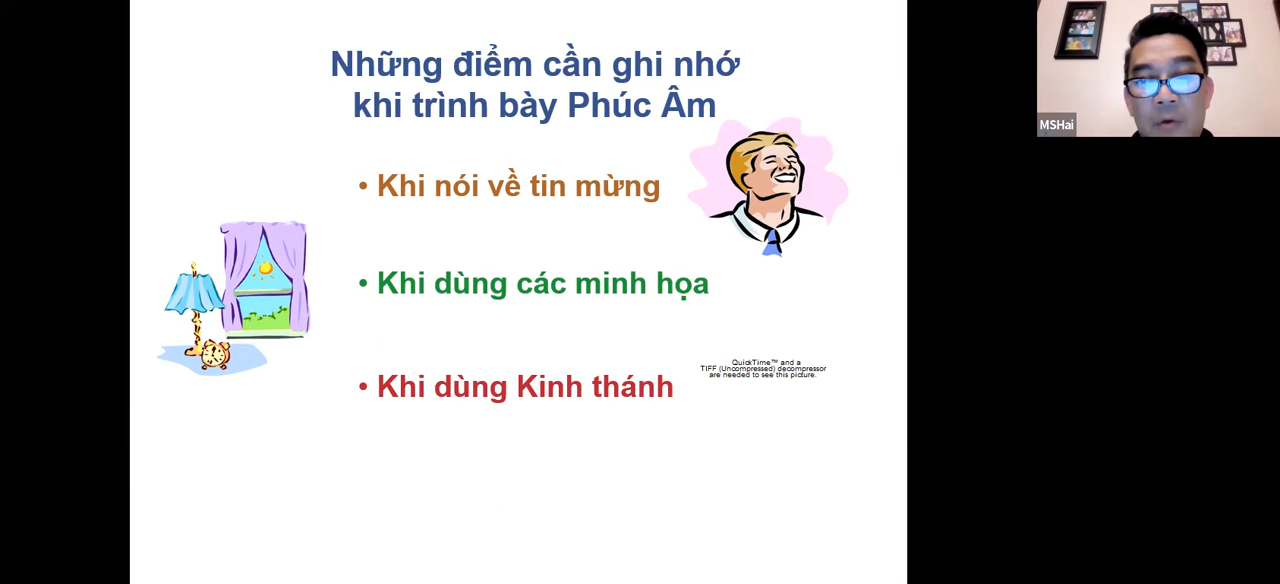 Những điểm cần ghi nhớ
khi trình bày Phúc Âm
• Khi nói về tin mừng
• Khi dùng các minh họa
• Khi dùng Kinh thánh
QuickTime™ and a
TIFF (Uncompressed) decompressor
are needed to see this picture.
MSHai